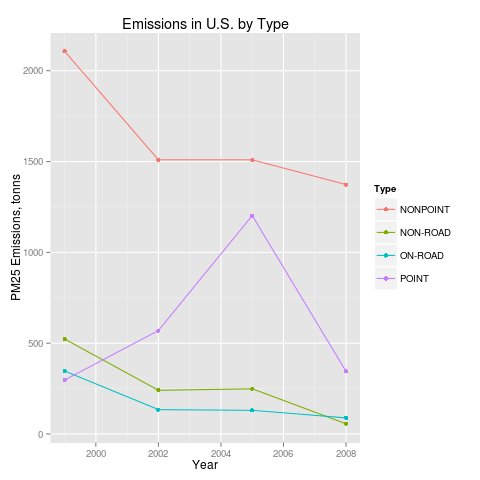 Emissions in U.S. by Type
PM25 Emissions, tonns
2000
1500
1000
500
0
2000 2002 2004 2006 2008
Year
Type
NONPOINT
NON-ROAD
ON-ROAD
POINT